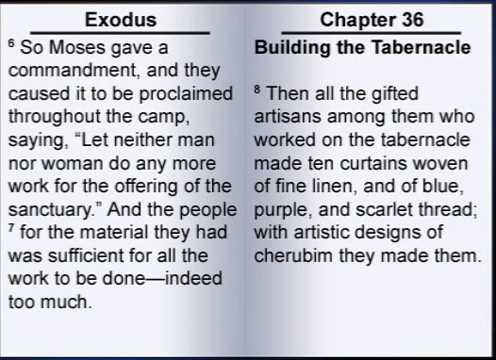 Exodus
⁶ So Moses gave a
commandment, and they
caused it to be proclaimed
throughout the camp,
saying, “Let neither man
nor woman do any more
work for the offering of the
sanctuary.” And the people
⁷ for the material they had
was sufficient for all the
work to be done—indeed
too much.
Chapter 36
Building the Tabernacle
⁸ Then all the gifted
artisans among them who
worked on the tabernacle
made ten curtains woven
of fine linen, and of blue,
purple, and scarlet thread;
with artistic designs of
cherubim they made them.